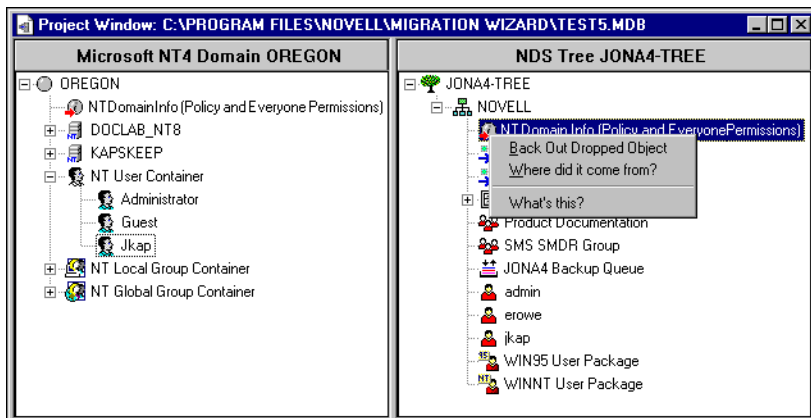 Project Window: C:\PROGRAM FILES\NOVELL\MIGRATION WIZARD\TEST5.MDB
Microsoft NT4 Domain OREGON
OREGON
NTDomainInfo (Policy and Everyone Permissions)
DOCLAB_NT8
KAPSKEEP
NT User Container
Administrator
Guest
Jkap
NT Local Group Container
NT Global Group Container
NDS Tree JONA4-TREE
JONA4-TREE
NOVELL
NT Domain Info (Policy and EveryonePermissions)
Back Out Dropped Object
Where did it come from?
What's this?
Product Documentation
SMS SMDR Group
JONA4 Backup Queue
admin
erowe
jkap
WIN95 User Package
WINNT User Package